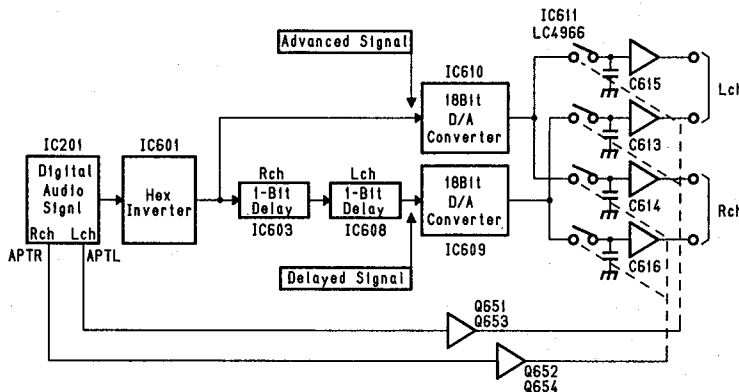 IC611
LC4966
Advanced Signal
IC610
18Bit
D/A
Converter
C615
Lch
C613
IC201
Digital
Audio
Signl
Rch Lch
APTR
APTL
IC601
Hex
Inverter
Rch
1-Bit
Delay
IC603
Lch
1-Bit
Delay
IC608
18Bit
D/A
Converter
IC609
C614
Rch
C616
Delayed Signal
Q651
Q653
Q652
Q654